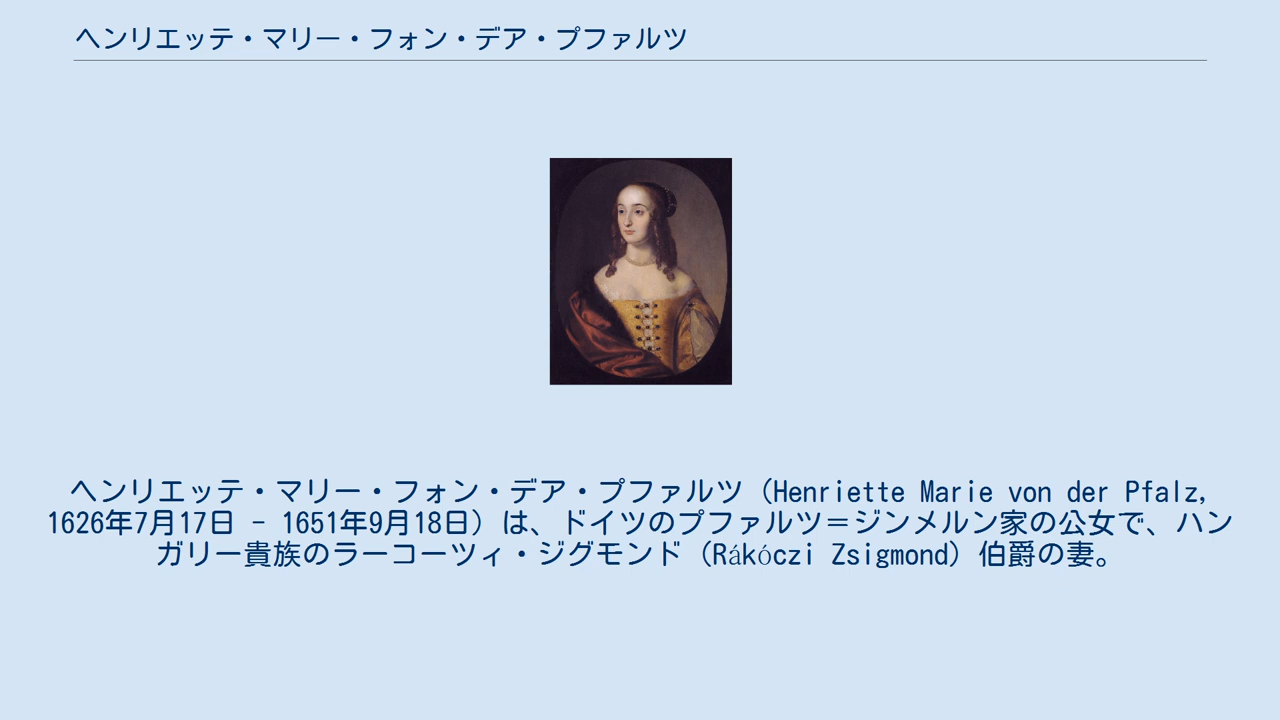 ヘンリエッテ・マリー・フォン・デア・プファルツ
ヘンリエッテ・マリー・フォン・デア・プファルツ（Henriette Marie von der Pfalz,
1626年7月17日 - 1651年9月18日）は、ドイツのプファルツ＝ジンメルン家の公女で、ハン
ガリー貴族のラーコーツィ・ジグモンド（Rákóczi Zsigmond）伯爵の妻。